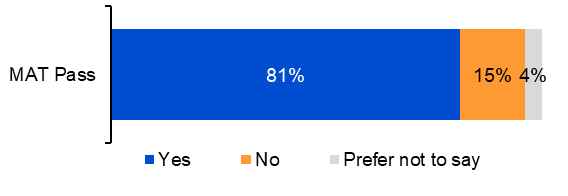 MAT Pass 81% 15% 4%
Yes No Prefer not to say